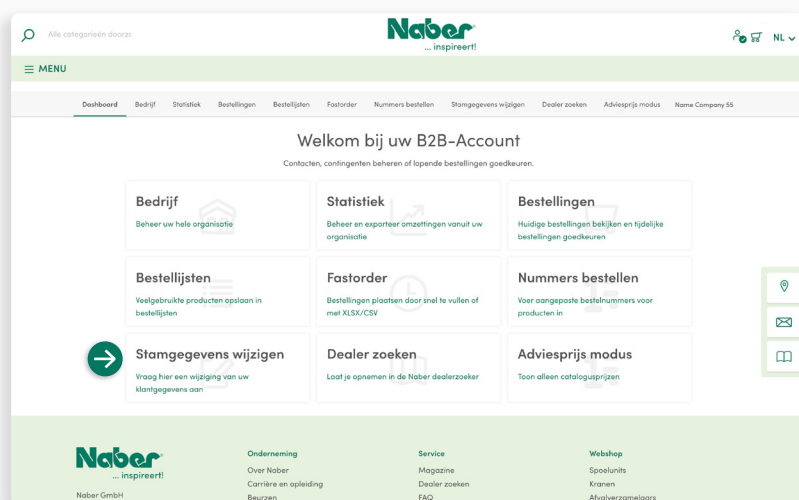 Alle categorieën doorzo
Naber
... inspireert!
NL
MENU
Dashboard Bedrijf Statistiek Bestellingen Bestellijsten Fastorder Nummers bestellen Stamgegevens wijzigen Dealer zoeken Adviesprijs modus Name Company 55
Welkom bij uw B2B-Account
Contacten, contingenten beheren of lopende bestellingen goedkeuren.
Bedrijf
Beheer uw hele organisatie
Statistiek
Beheer en exporteer omzettingen vanuit uw
organisatie
Bestellingen
Huidige bestellingen bekijken en tijdelijke
bestellingen goedkeuren
Bestellijsten
Veelgebruikte producten opslaan in
bestellijsten
Fastorder
Bestellingen plaatsen door snel te vullen of
met XLSX/CSV
Nummers bestellen
Voer aangepaste bestelnummers voor
producten in
Stamgegevens wijzigen
Vraag hier een wijziging van uw
klantgegevens aan
Dealer zoeken
Laat je opnemen in de Naber dealerzoeker
Adviesprijs modus
Toon alleen catalogusprijzen
Naber
... inspireert!
Naber GmbH
Onderneming
Over Naber
Carrière en opleiding
Beurzen
Service
Magazine
Dealer zoeken
FAQ
Webshop
Spoelunits
Kranen
Afvalverzamelaars